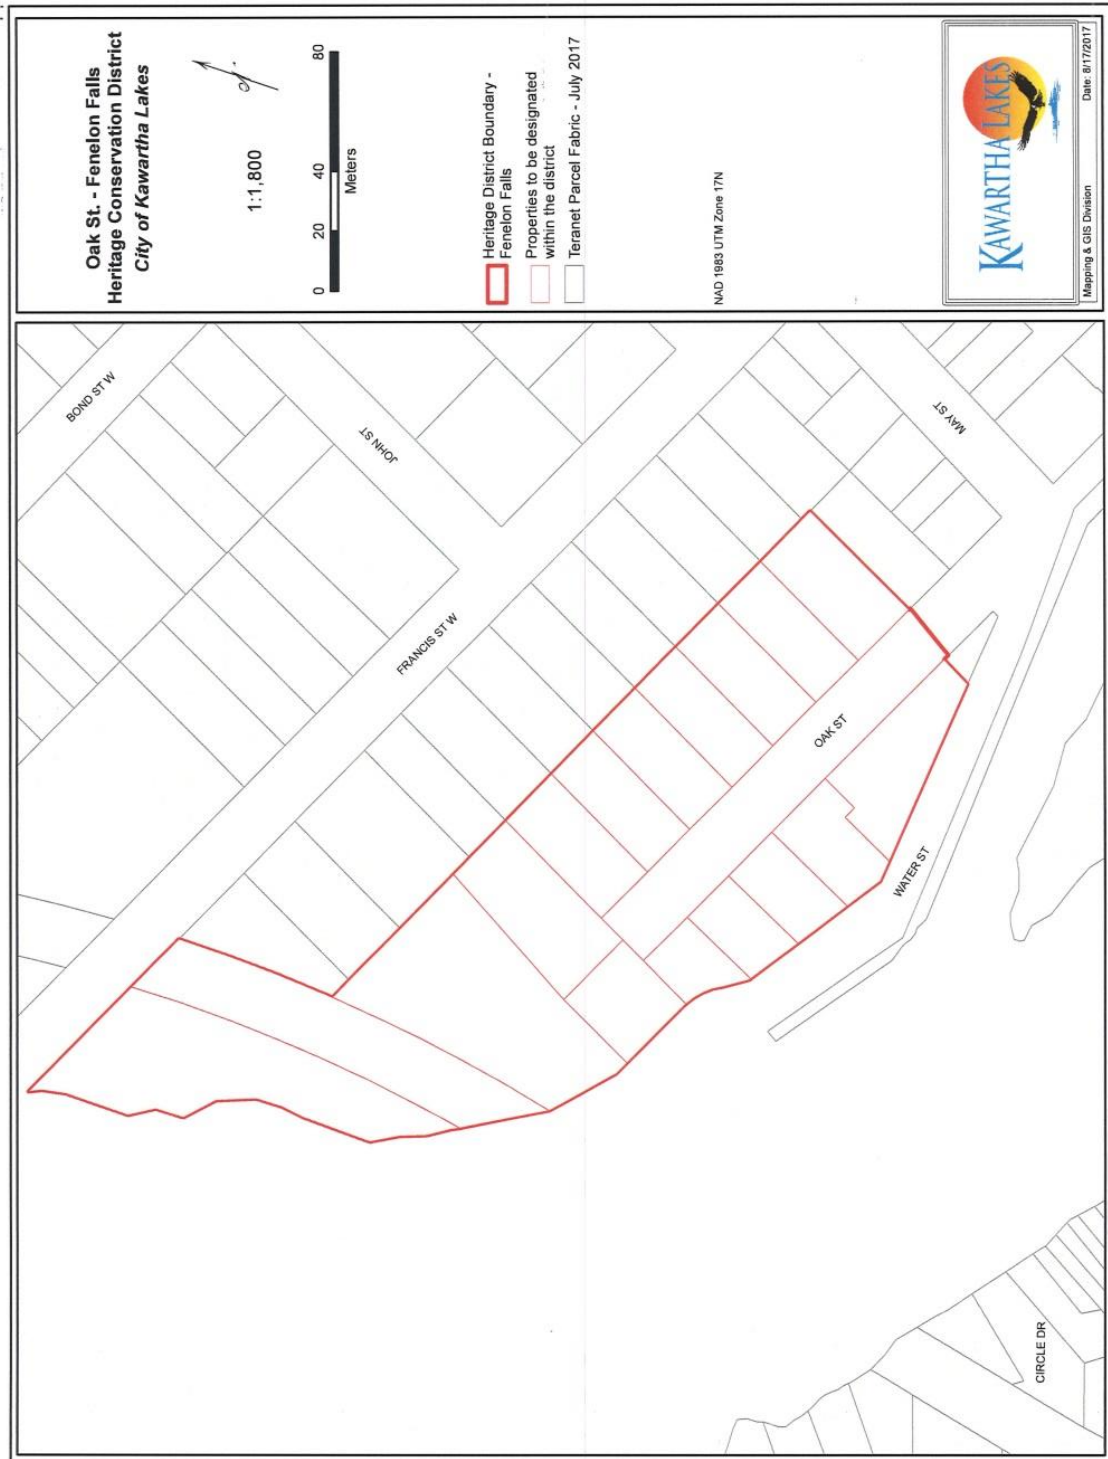 Oak St. - Fenelon Falls
Heritage Conservation District
City of Kawartha Lakes
1:1,800
0 20 40 80
Meters
Heritage District Boundary -
Fenelon Falls
Properties to be designated
within the district
Teranet Parcel Fabric - July 2017
NAD 1983 UTM Zone 17N
KAWARTHA LAKES
Mapping & GIS Division
Date: 8/17/2017
BOND ST W
JOHN ST
FRANCIS ST W
MAY ST
OAK ST
WATER ST
CIRCLE DR